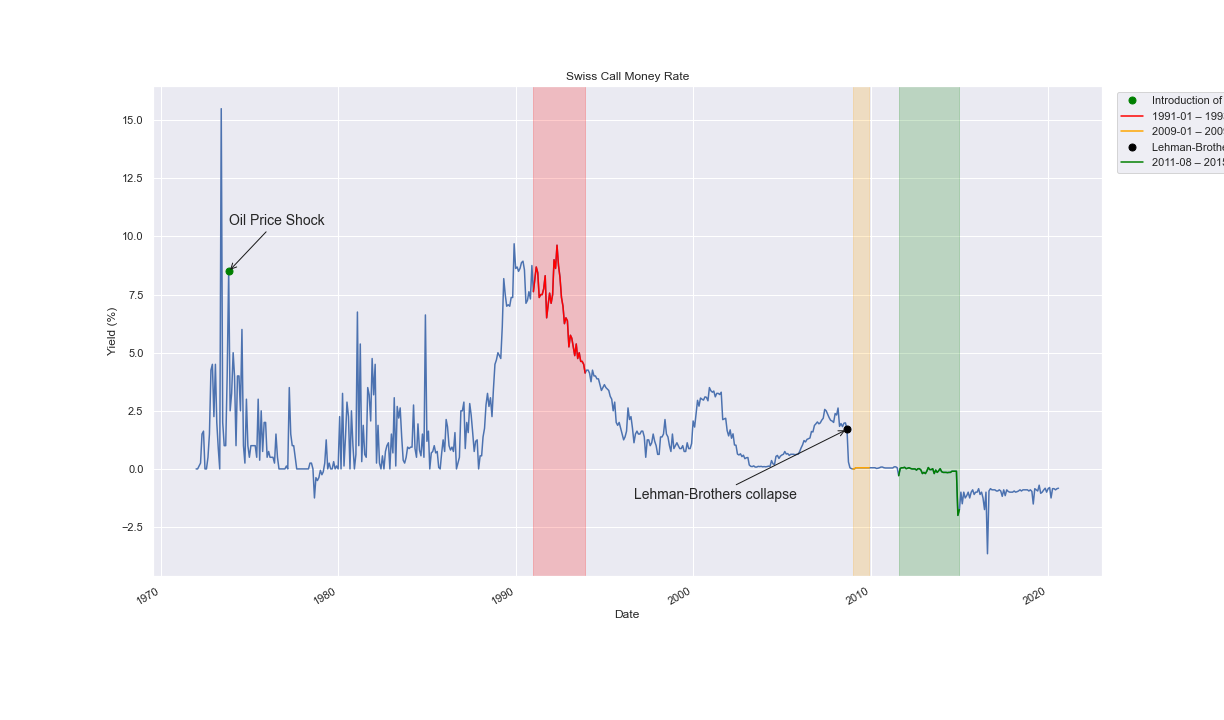 Swiss Call Money Rate
Introduction of
1991-01 – 199
2009-01 – 200
Lehman-Brothe
2011-08 – 201
15.0
12.5
10.0
7.5
5.0
2.5
0.0
−2.5
Yield (%)
Oil Price Shock
Lehman-Brothers collapse
1970
1980
1990
2000
2010
2020
Date